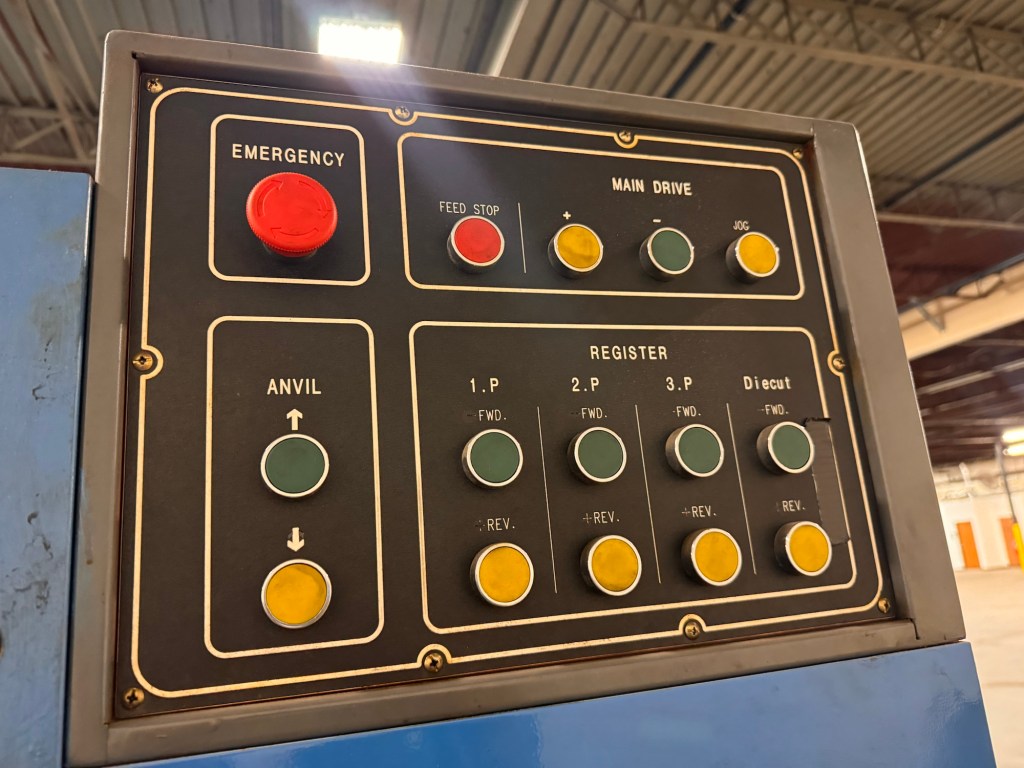 EMERGENCY
MAIN DRIVE
FEED STOP
+
-
JOG
ANVIL
↑
↓
REGISTER
1.P
2.P
3.P
Diecut
-FWD.
-FWD.
-FWD.
-FWD.
+REV.
+REV.
+REV.
REV.